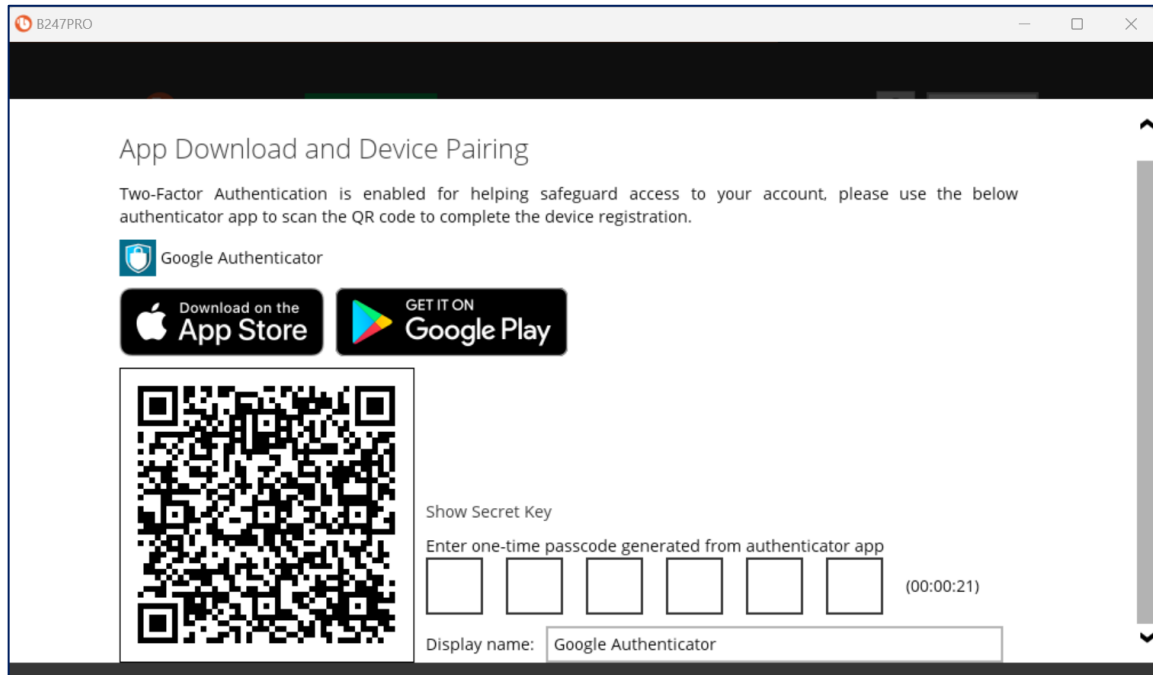 B247PRO
App Download and Device Pairing
Two-Factor Authentication is enabled for helping safeguard access to your account, please use the below
authenticator app to scan the QR code to complete the device registration.
Google Authenticator
Download on the
App Store
GET IT ON
Google Play
Show Secret Key
Enter one-time passcode generated from authenticator app
(00:00:21)
Display name: Google Authenticator